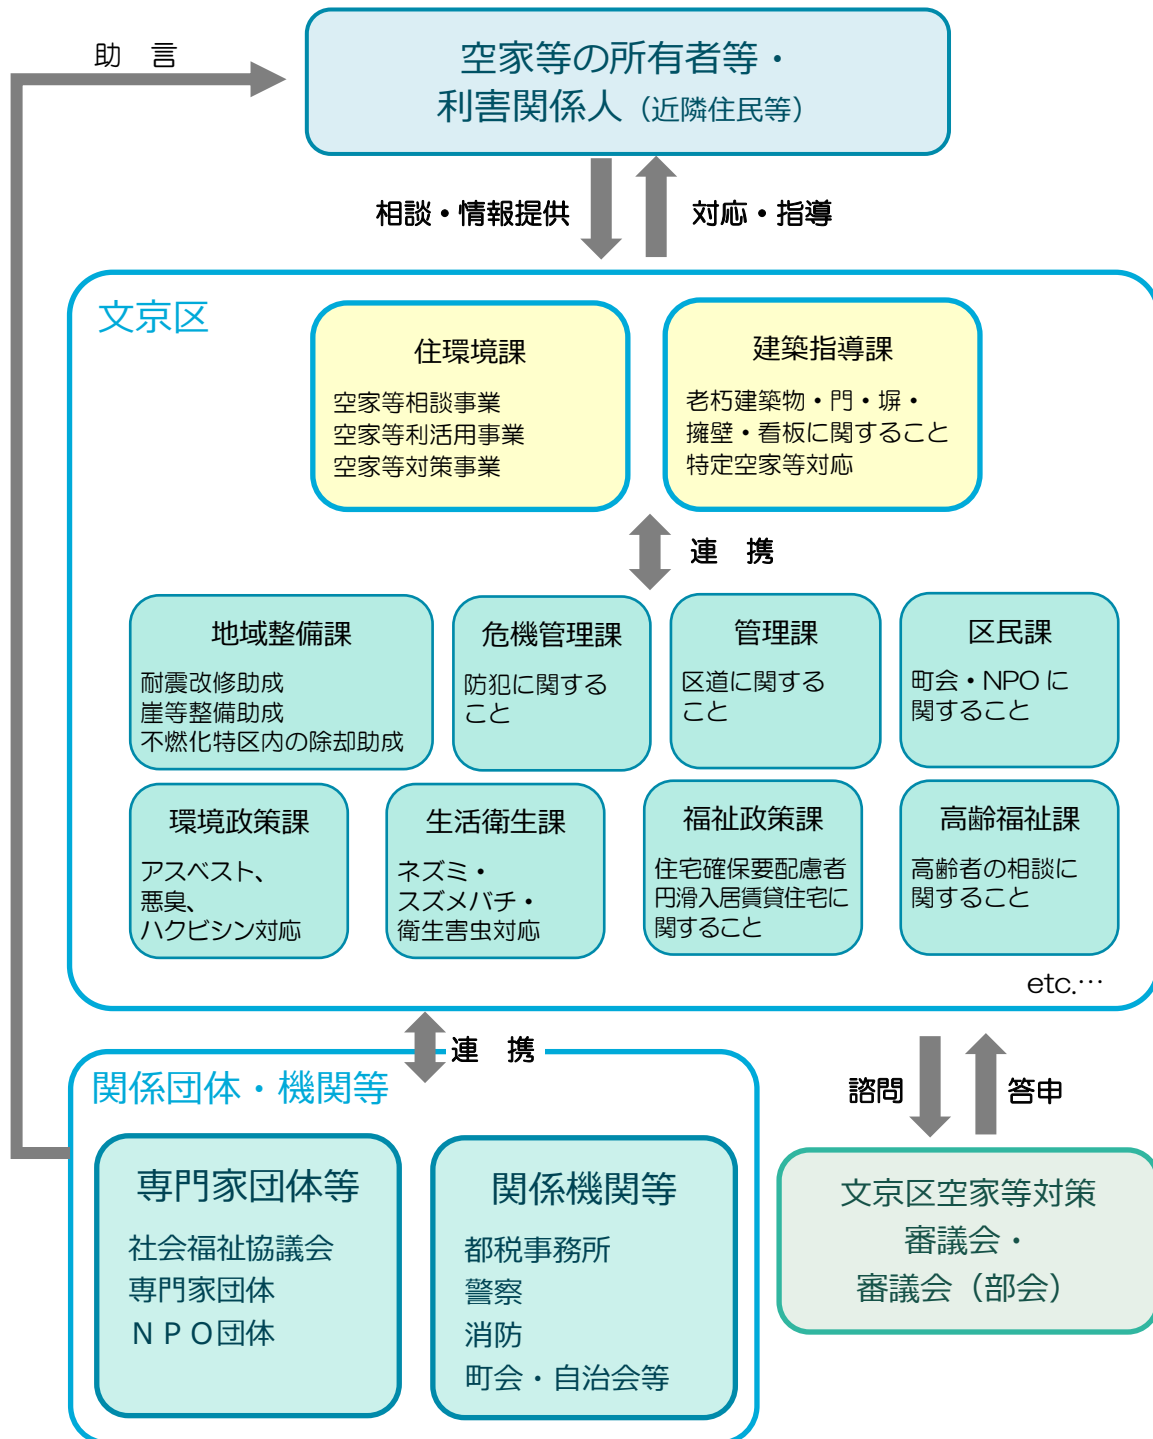 助　言
空家等の所有者等・
利害関係人（近隣住民等）
相談・情報提供
対応・指導
文京区
住環境課
空家等相談事業
空家等利活用事業
空家等対策事業
建築指導課
老朽建築物・門・塀・
擁壁・看板に関すること
特定空家等対応
連　携
地域整備課
耐震改修助成
崖等整備助成
不燃化特区内の除却助成
危機管理課
防犯に関する
こと
管理課
区道に関する
こと
区民課
町会・NPO に
関すること
環境政策課
アスベスト、
悪臭、
ハクビシン対応
生活衛生課
ネズミ・
スズメバチ・
衛生害虫対応
福祉政策課
住宅確保要配慮者
円滑入居賃貸住宅に
関すること
高齢福祉課
高齢者の相談に
関すること
etc.…
連　携
関係団体・機関等
専門家団体等
社会福祉協議会
専門家団体
ＮＰＯ団体
関係機関等
都税事務所
警察
消防
町会・自治会等
諮問
答申
文京区空家等対策
審議会・
審議会（部会）